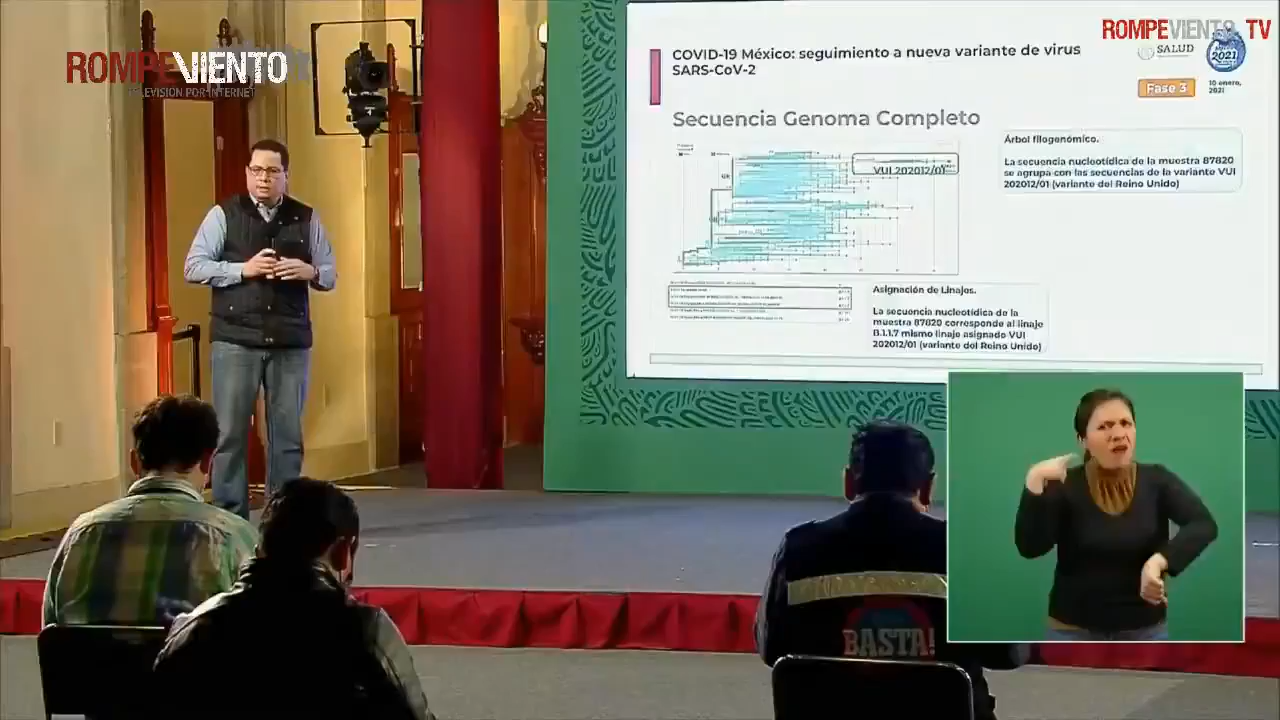 ROMPEVIENTO
TELEVISION POR INTERNET
ROMPEVIENTO TV
COVID-19 México: seguimiento a nueva variante de virus
SARS-CoV-2
SALUD
2021
Fase 3
10 enero,
2021
Secuencia Genoma Completo
VUI 202012/01
Árbol filogenómico.
La secuencia nucleotídica de la muestra 87820
se agrupa con las secuencias de la variante VUI
202012/01 (variante del Reino Unido)
Asignación de Linajes.
La secuencia nucleotídica de la
muestra 87820 corresponde al linaje
B.1.1.7 mismo linaje asignado VUI
202012/01 (variante del Reino Unido)
BASTA!